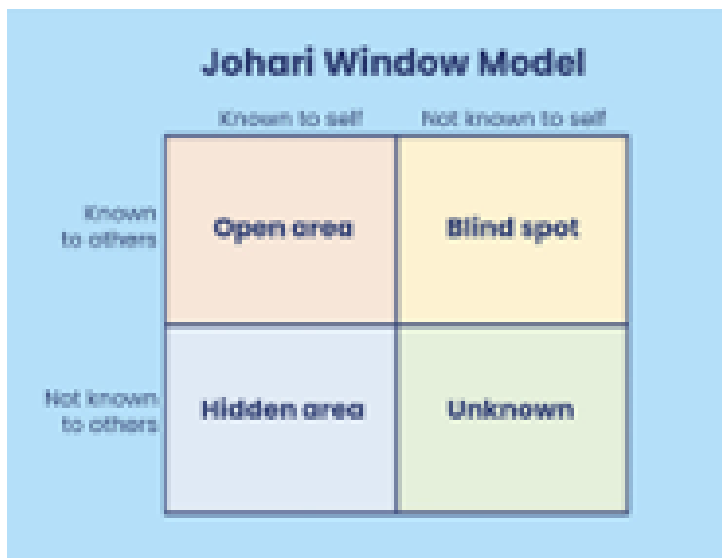 Johari Window Model
Known to self
Not known to self
Known
to others
Open area
Blind spot
Not known
to others
Hidden area
Unknown